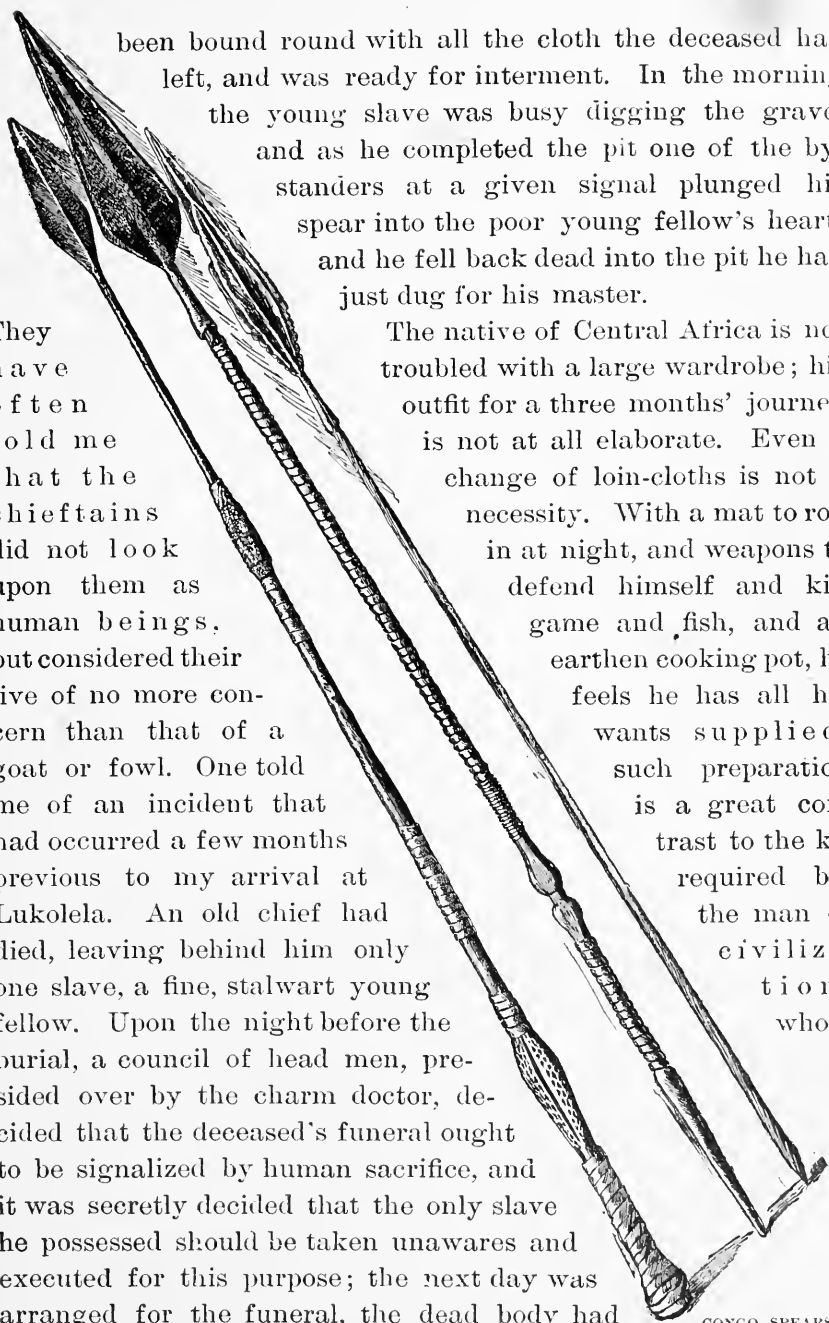 They
have
often
told me
that the
chieftains
did not look
upon them as
human beings,
but considered their
live of no more con-
cern than that of a
goat or fowl. One told
me of an incident that
had occurred a few months
previous to my arrival at
Lukolela. An old chief had
died, leaving behind him only
one slave, a fine, stalwart young
fellow. Upon the night before the
burial, a council of head men, pre-
sided over by the charm doctor, de-
cided that the deceased's funeral ought
to be signalized by human sacrifice, and
it was secretly decided that the only slave
he possessed should be taken unawares and
executed for this purpose; the next day was
arranged for the funeral, the dead body had
been bound round with all the cloth the deceased ha
left, and was ready for interment. In the mornin
the young slave was busy digging the grave
and as he completed the pit one of the by
standers at a given signal plunged hi
spear into the poor young fellow's heart
and he fell back dead into the pit he ha
just dug for his master.
The native of Central Africa is no
troubled with a large wardrobe; hi
outfit for a three months' journe
is not at all elaborate. Even
change of loin-cloths is not
necessity. With a mat to ro
in at night, and weapons t
defend himself and ki
game and fish, and a
earthen cooking pot, h
feels he has all h
wants supplied
such preparatio
is a great con
trast to the k
required b
the man
civiliz
tion
who
CONGO SPEARS